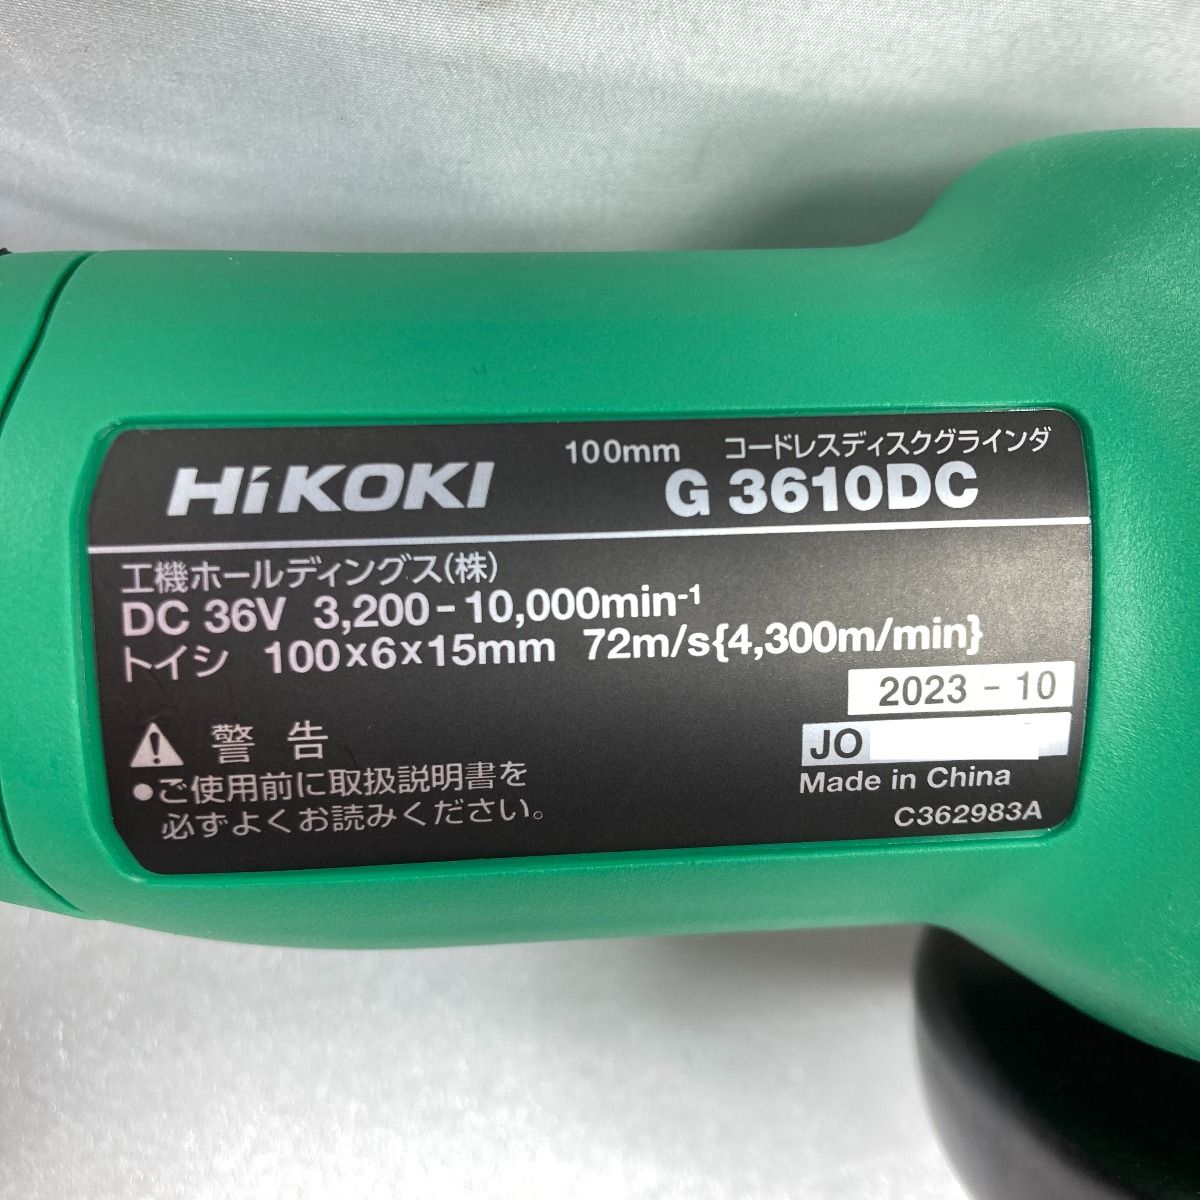 HiKOKI 100mm コードレスディスクグラインダ
G 3610DC
工機ホールディングス(株)
DC 36V 3,200-10,000min-1
トイシ 100×6×15mm 72m/s{4,300m/min}
2023 - 10
JO
警告
●ご使用前に取扱説明書を
必ずよくお読みください。
Made in China
C362983A